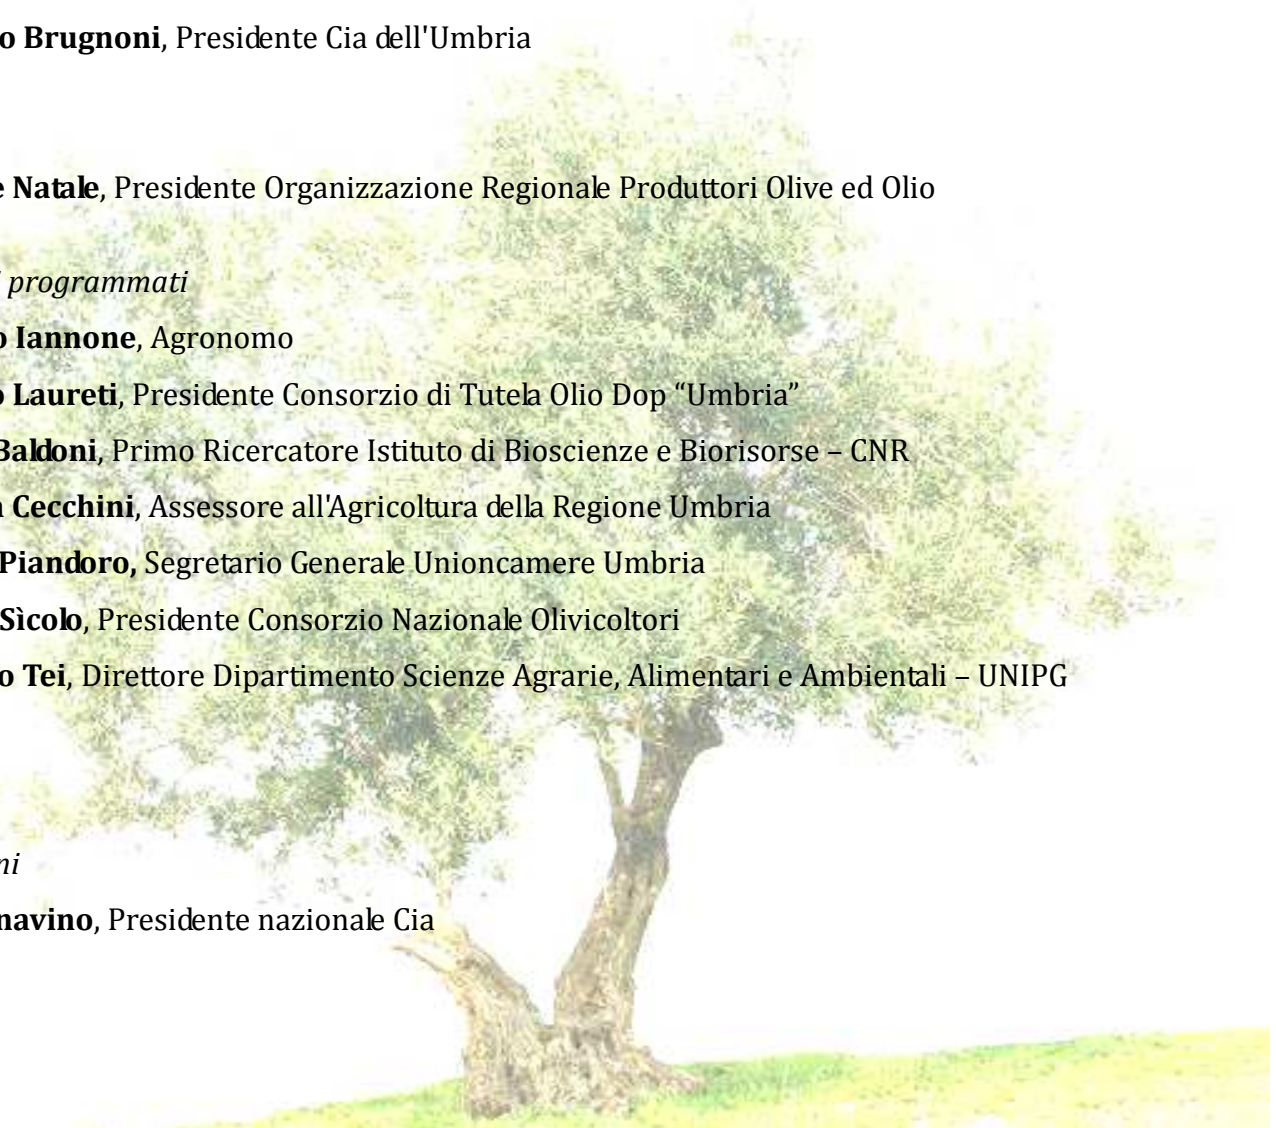 o Brugnoni, Presidente Cia dell'Umbria
e Natale, Presidente Organizzazione Regionale Produttori Olive ed Olio
programmati
o Iannone, Agronomo
o Laureti, Presidente Consorzio di Tutela Olio Dop “Umbria”
Baldoni, Primo Ricercatore Istituto di Bioscienze e Biorisorse – CNR
a Cecchini, Assessore all'Agricoltura della Regione Umbria
Piandoro, Segretario Generale Unioncamere Umbria
Sìcolo, Presidente Consorzio Nazionale Olivicoltori
o Tei, Direttore Dipartimento Scienze Agrarie, Alimentari e Ambientali – UNIPG
ni
navino, Presidente nazionale Cia